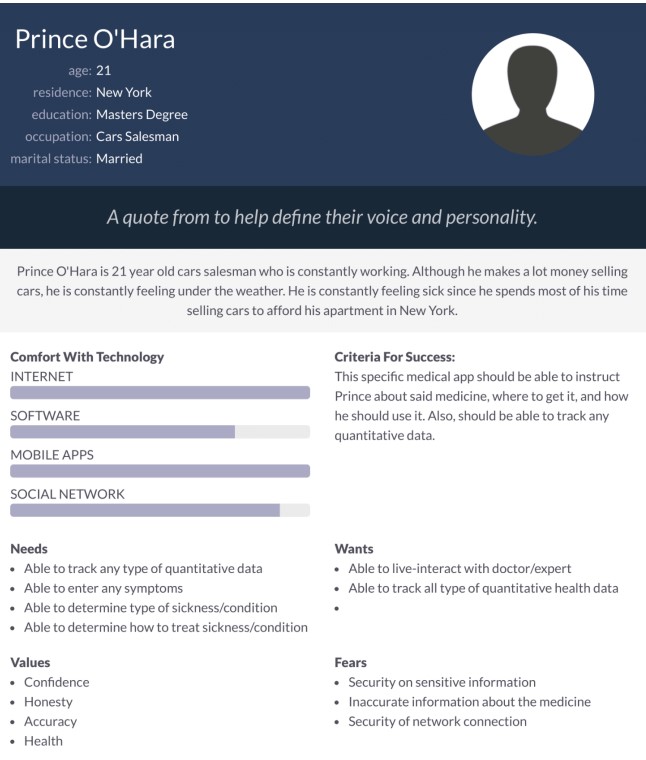 Prince O'Hara
age: 21
residence: New York
education: Masters Degree
occupation: Cars Salesman
marital status: Married
A quote from to help define their voice and personality.
Prince O'Hara is 21 year old cars salesman who is constantly working. Although he makes a lot money selling
cars, he is constantly feeling under the weather. He is constantly feeling sick since he spends most of his time
selling cars to afford his apartment in New York.
Comfort With Technology
INTERNET
SOFTWARE
MOBILE APPS
SOCIAL NETWORK
Criteria For Success:
This specific medical app should be able to instruct
Prince about said medicine, where to get it, and how
he should use it. Also, should be able to track any
quantitative data.
Needs
• Able to track any type of quantitative data
• Able to enter any symptoms
• Able to determine type of sickness/condition
• Able to determine how to treat sickness/condition
Wants
• Able to live-interact with doctor/expert
• Able to track all type of quantitative health data
•
Values
• Confidence
• Honesty
• Accuracy
• Health
Fears
• Security on sensitive information
• Inaccurate information about the medicine
• Security of network connection